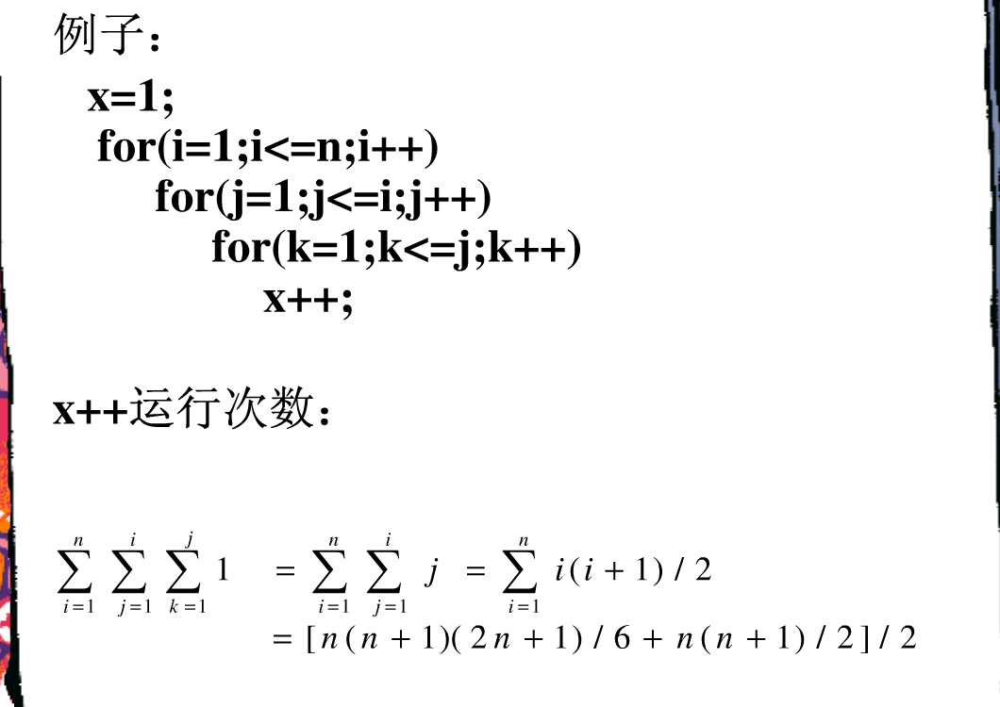 例子：
x=1;
for(i=1;i<=n;i++)
for(j=1;j<=i;j++)
for(k=1;k<=j;k++)
x++;
x++运行次数：
\sum_{i=1}^{n} \sum_{j=1}^{i} \sum_{k=1}^{j} 1 = \sum_{i=1}^{n} \sum_{j=1}^{i} j = \sum_{i=1}^{n} i(i+1)/2
= [n(n+1)(2n+1)/6+n(n+1)/2]/2